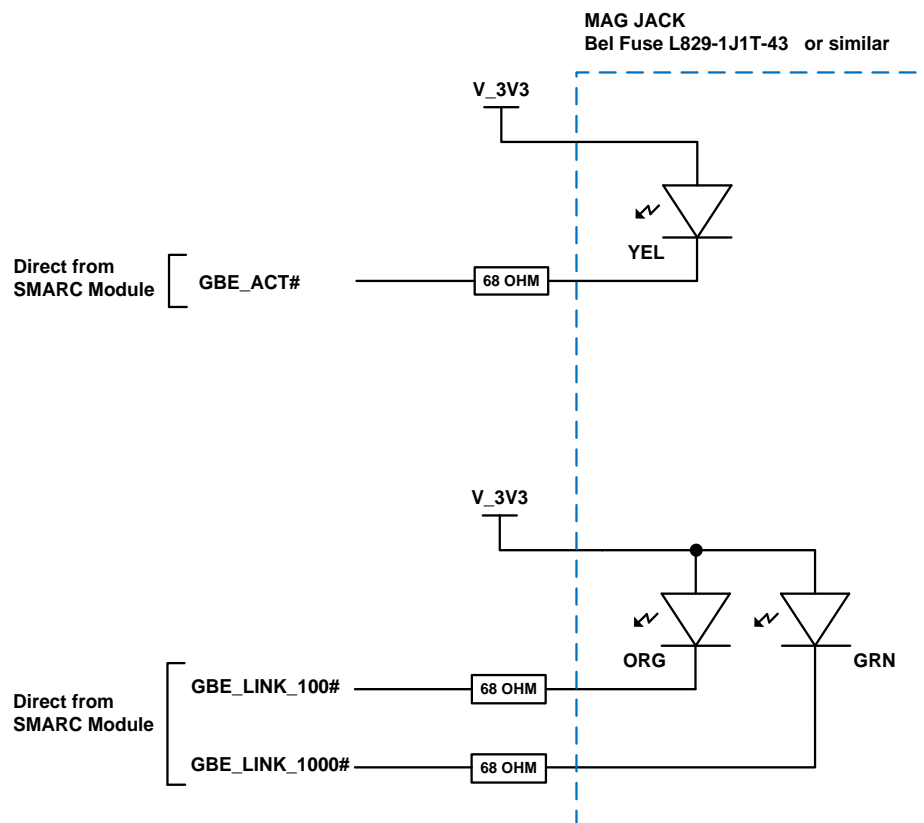 MAG JACK
Bel Fuse L829-1J1T-43 or similar
V_3V3
YEL
Direct from
SMARC Module
GBE_ACT#
68 OHM
V_3V3
ORG
GRN
Direct from
SMARC Module
GBE_LINK_100#
68 OHM
GBE_LINK_1000#
68 OHM